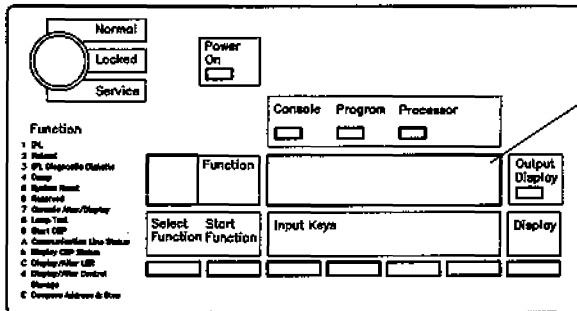 Normal
Locked
Service
Power
On
Console Program Processor
Function
1 IPL
2 Reload
3 IPL Diagnostic Diskette
4 Dump
5 System Reset
6 Reserved
7 Console Alter/Display
8 Lamp Test
9 Start CSP
A Communication Line Status
b Display CSP Status
C Display/Alter LSR
d Display/Alter Control
Storage
E Compare Address & Stop
Function
Output
Display
Select
Function
Start
Function
Input Keys
Display